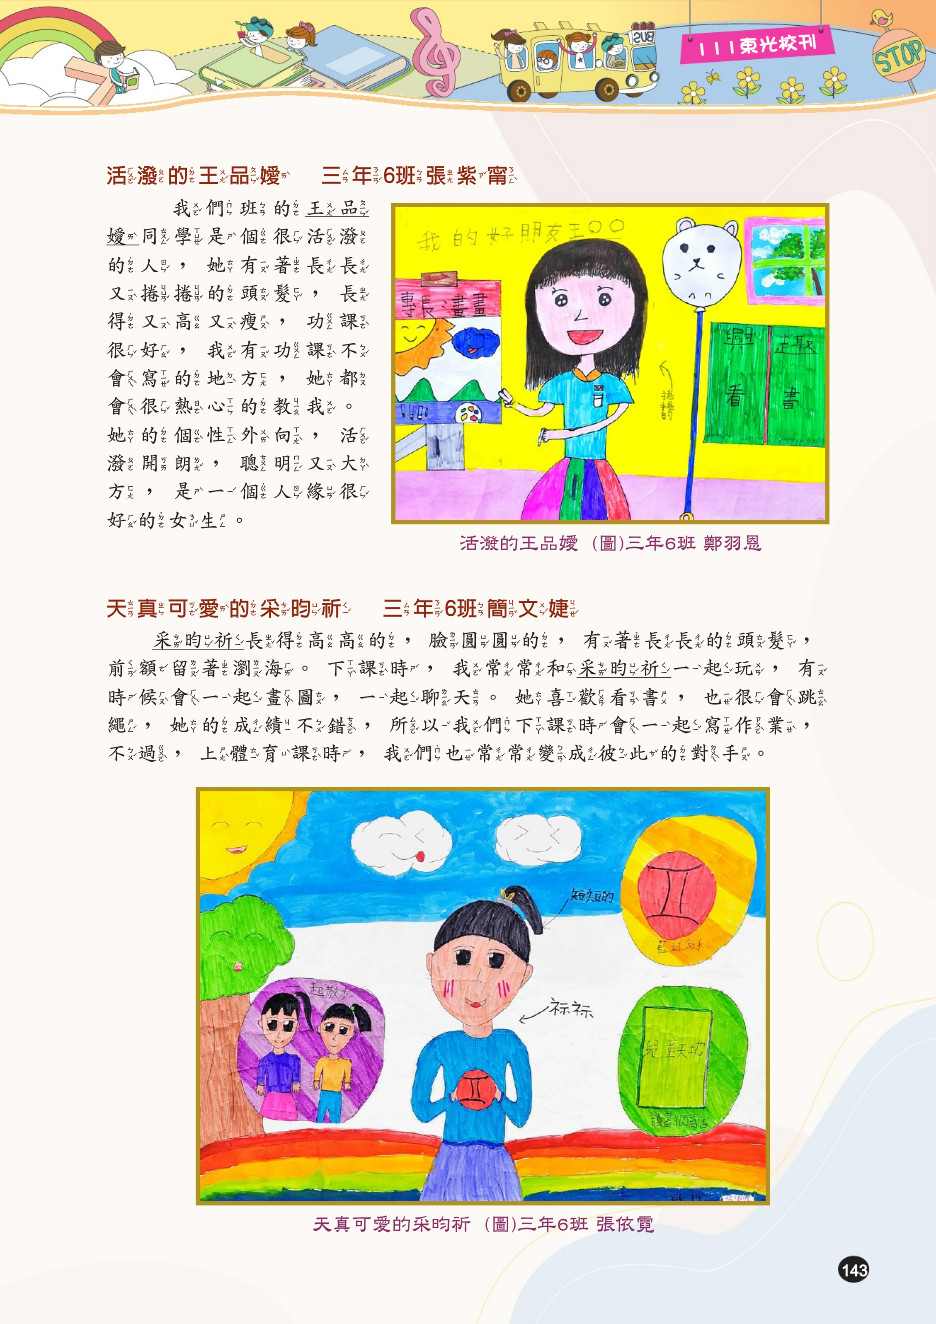 111東光校刊
STOP
BUS
活潑的王品嬡 三年6班張紫甯
我們班的王品
嬡同學是個很活潑
的人，她有著長長
又捲捲的頭髮，長
得又高又瘦，功課
很好，我有功課不
會寫的地方，她都
會很熱心的教我。
她的個性外向，活
潑開朗，聰明又大
方，是一個人緣很
好的女生。
我的好朋友王〇〇
專長:漫畫
看書
活潑的王品嬡 (圖)三年6班 鄭羽恩
天真可愛的采昀祈 三年6班簡文婕
采昀祈長得高高的，臉圓圓的，有著長長的頭髮，
前額留著瀏海。下課時，我常常和采昀祈一起玩，有
時候會一起畫圖，一起聊天。她喜歡看書，也很會跳
繩，她的成績不錯，所以我們下課時會一起寫作業，
不過，上體育課時，我們也常常變成彼此的對手。
短短的
兒童天地
天真可愛的采昀祈 (圖)三年6班 張依霓
143